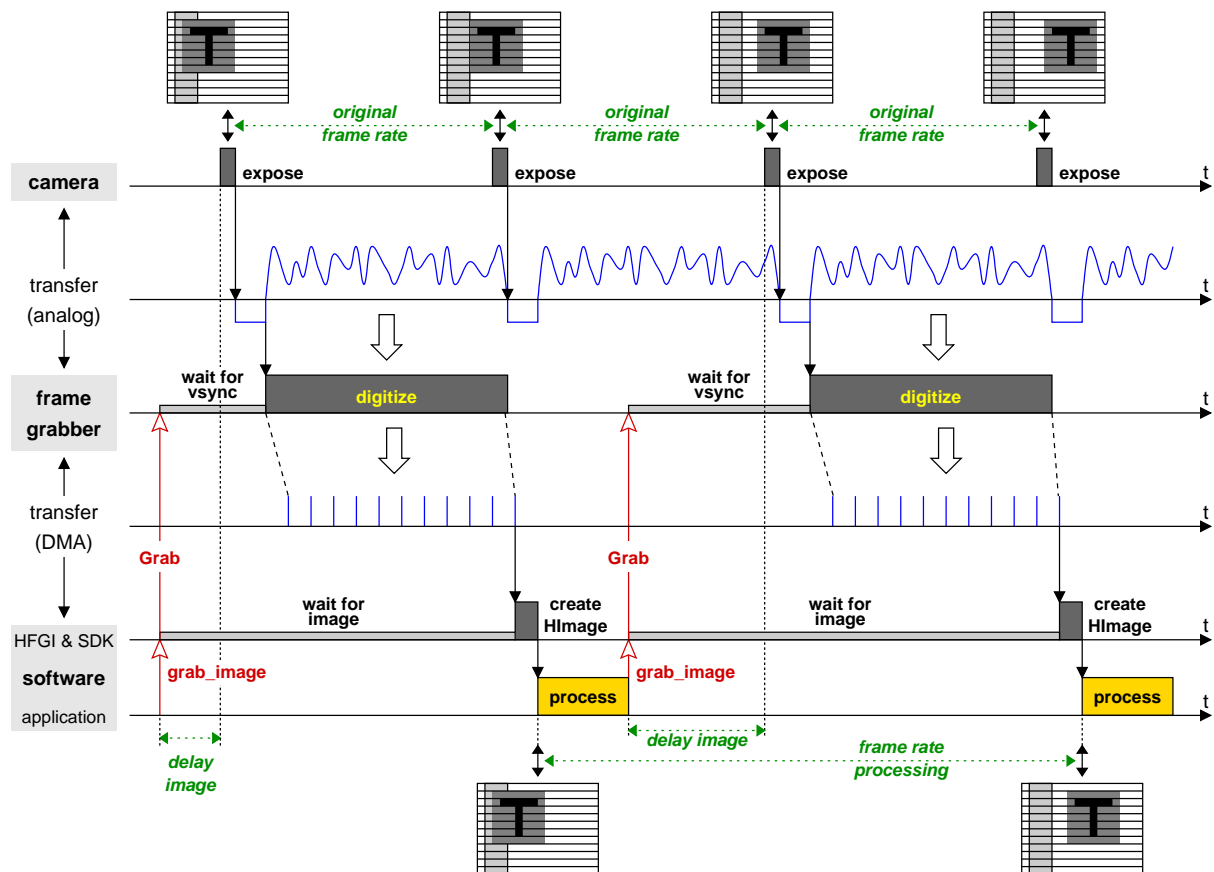 T
T
T
T
original
frame rate
original
frame rate
original
frame rate
camera
expose
expose
expose
expose
t
transfer
(analog)
t
wait for
vsync
wait for
vsync
frame
grabber
digitize
digitize
t
transfer
(DMA)
t
Grab
Grab
wait for
image
create
HImage
wait for
image
create
HImage
HFGI & SDK
t
software
grab_image
grab_image
application
process
process
t
delay
image
delay image
frame rate
processing
T
T